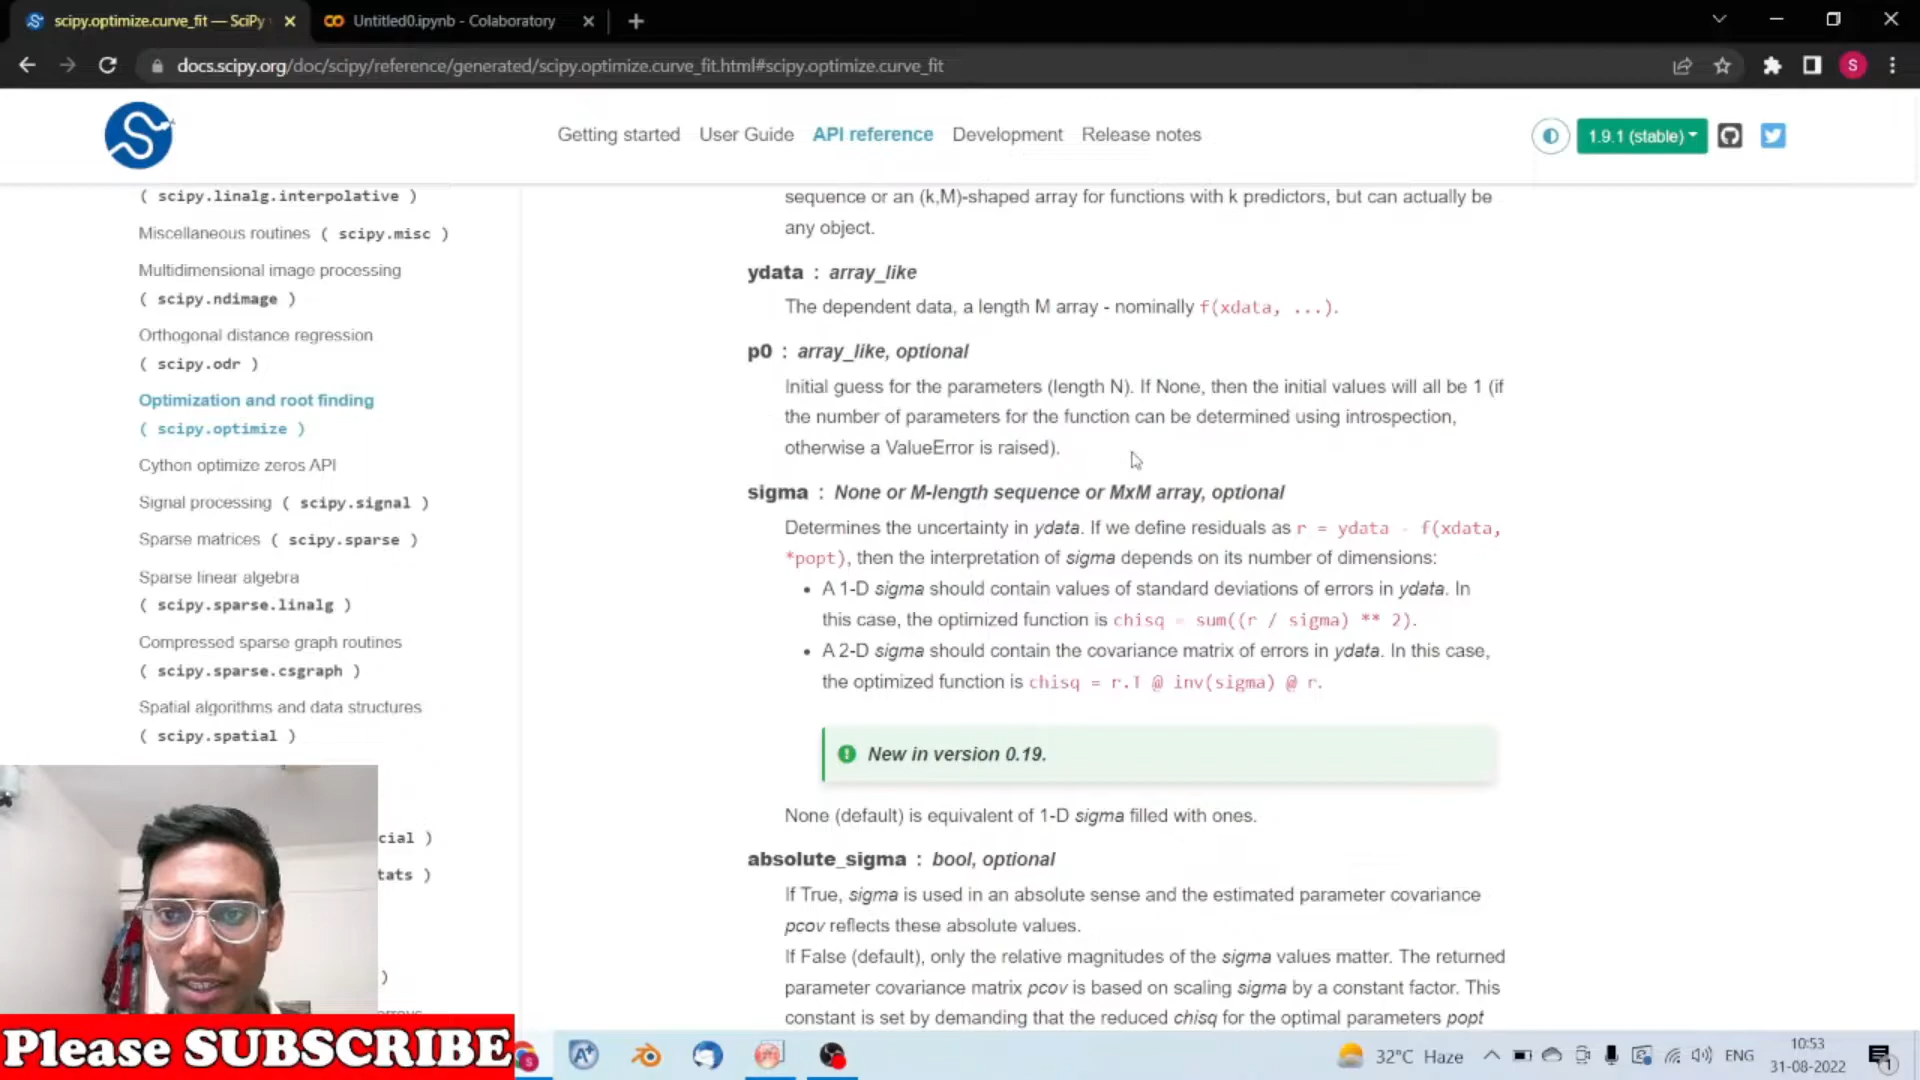 scipy.optimize.curve_fit — SciPy
Untitled0.ipynb - Colaboratory
docs.scipy.org/doc/scipy/reference/generated/scipy.optimize.curve_fit.html#scipy.optimize.curve_fit
S
Getting started User Guide API reference Development Release notes
1.9.1 (stable)
( scipy.linalg.interpolative )
Miscellaneous routines ( scipy.misc )
Multidimensional image processing
( scipy.ndimage )
Orthogonal distance regression
( scipy.odr )
Optimization and root finding
( scipy.optimize )
Cython optimize zeros API
Signal processing ( scipy.signal )
Sparse matrices ( scipy.sparse )
Sparse linear algebra
( scipy.sparse.linalg )
Compressed sparse graph routines
( scipy.sparse.csgraph )
Spatial algorithms and data structures
( scipy.spatial )
cial )
tats )
)
sequence or an (k,M)-shaped array for functions with k predictors, but can actually be
any object.
ydata : array_like
The dependent data, a length M array - nominally f(xdata, ...).
p0 : array_like, optional
Initial guess for the parameters (length N). If None, then the initial values will all be 1 (if
the number of parameters for the function can be determined using introspection,
otherwise a ValueError is raised).
sigma : None or M-length sequence or MxM array, optional
Determines the uncertainty in ydata. If we define residuals as r = ydata - f(xdata,
*popt), then the interpretation of sigma depends on its number of dimensions:
• A 1-D sigma should contain values of standard deviations of errors in ydata. In
this case, the optimized function is chisq = sum((r / sigma) ** 2).
• A 2-D sigma should contain the covariance matrix of errors in ydata. In this case,
the optimized function is chisq = r.T @ inv(sigma) @ r.
New in version 0.19.
None (default) is equivalent of 1-D sigma filled with ones.
absolute_sigma : bool, optional
If True, sigma is used in an absolute sense and the estimated parameter covariance
pcov reflects these absolute values.
If False (default), only the relative magnitudes of the sigma values matter. The returned
parameter covariance matrix pcov is based on scaling sigma by a constant factor. This
constant is set by demanding that the reduced chisq for the optimal parameters popt
Please SUBSCRIBE
32°C Haze
ENG
10:53
31-08-2022
1